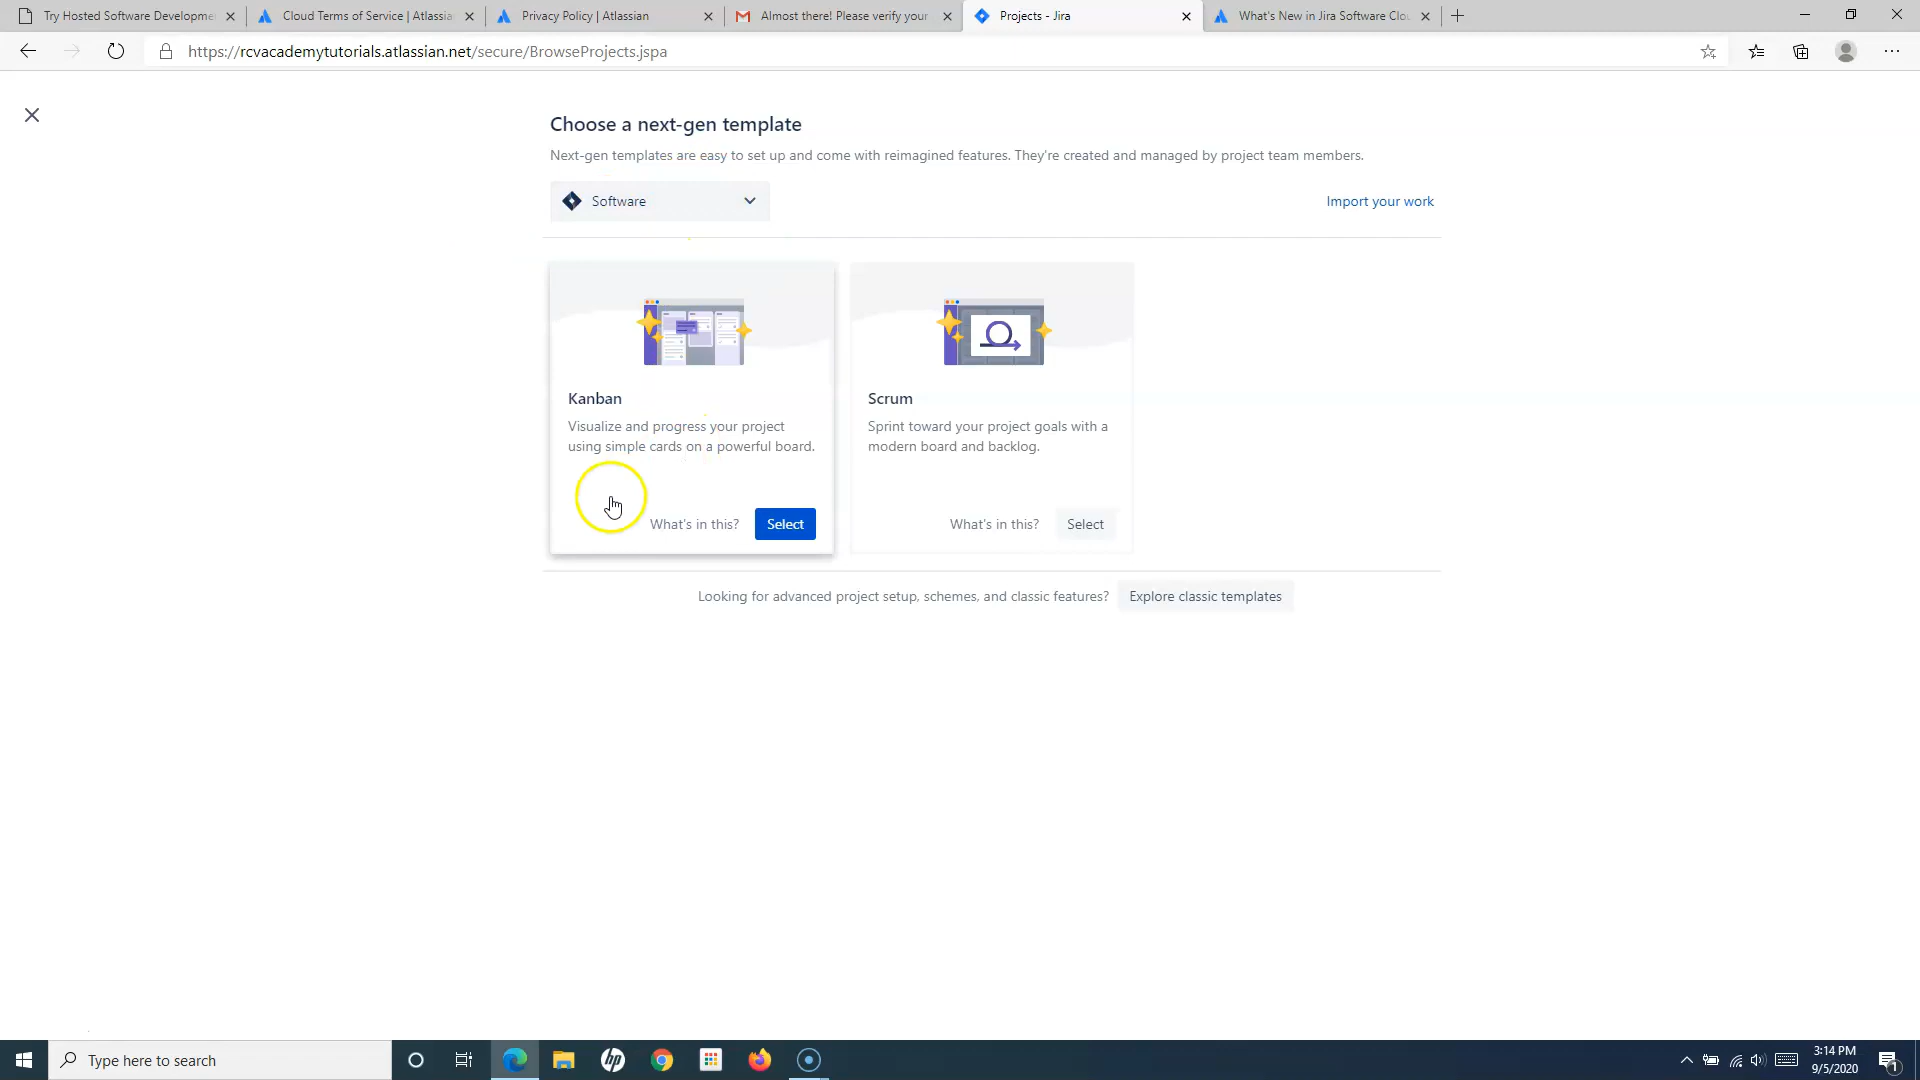 Try Hosted Software Developme
Cloud Terms of Service | Atlassia
Privacy Policy | Atlassian
Almost there! Please verify your
Projects - Jira
What's New in Jira Software Clo
https://rcvacademytutorials.atlassian.net/secure/BrowseProjects.jspa
Choose a next-gen template
Next-gen templates are easy to set up and come with reimagined features. They're created and managed by project team members.
Software
Import your work
Kanban
Visualize and progress your project
using simple cards on a powerful board.
What's in this?
Select
Scrum
Sprint toward your project goals with a
modern board and backlog.
What's in this?
Select
Looking for advanced project setup, schemes, and classic features?
Explore classic templates
Type here to search
hp
3:14 PM
9/5/2020
1